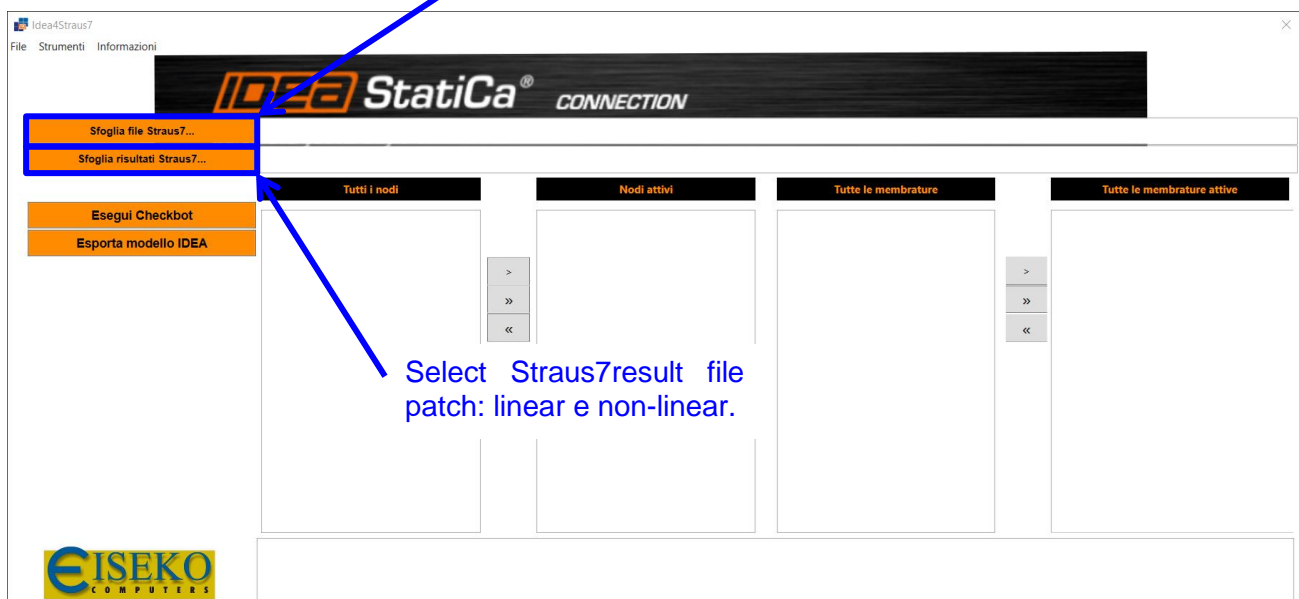 Idea4Straus7
File Strumenti Informazioni
IDEA StatiCa® CONNECTION
Sfoglia file Straus7...
Sfoglia risultati Straus7...
Tutti i nodi
Nodi attivi
Tutte le membrature
Tutte le membrature attive
Esegui Checkbot
Esporta modello IDEA
>
»
«
>
»
«
Select Straus7result file
patch: linear e non-linear.
EISEKO
COMPUTERS